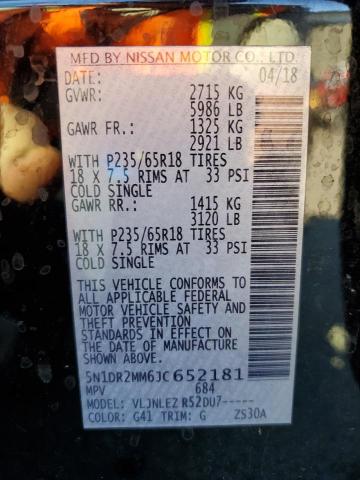 MFD BY NISSAN MOTOR CO., LTD.
DATE: 04/18
GVWR: 2715 KG
5986 LB
GAWR FR.: 1325 KG
2921 LB
WITH P235/65R18 TIRES
18 X 7.5 RIMS AT 33 PSI
COLD SINGLE
GAWR RR.: 1415 KG
3120 LB
WITH P235/65R18 TIRES
18 X 7.5 RIMS AT 33 PSI
COLD SINGLE
THIS VEHICLE CONFORMS TO
ALL APPLICABLE FEDERAL
MOTOR VEHICLE SAFETY
AND THEFT PREVENTION
STANDARDS IN EFFECT ON
THE DATE OF MANUFACTURE
SHOWN ABOVE.
5N1DR2MM6JC652181
MPV 684
MODEL: VLJNLEZ R52DU7-----
COLOR: G41 TRIM: G ZS30A